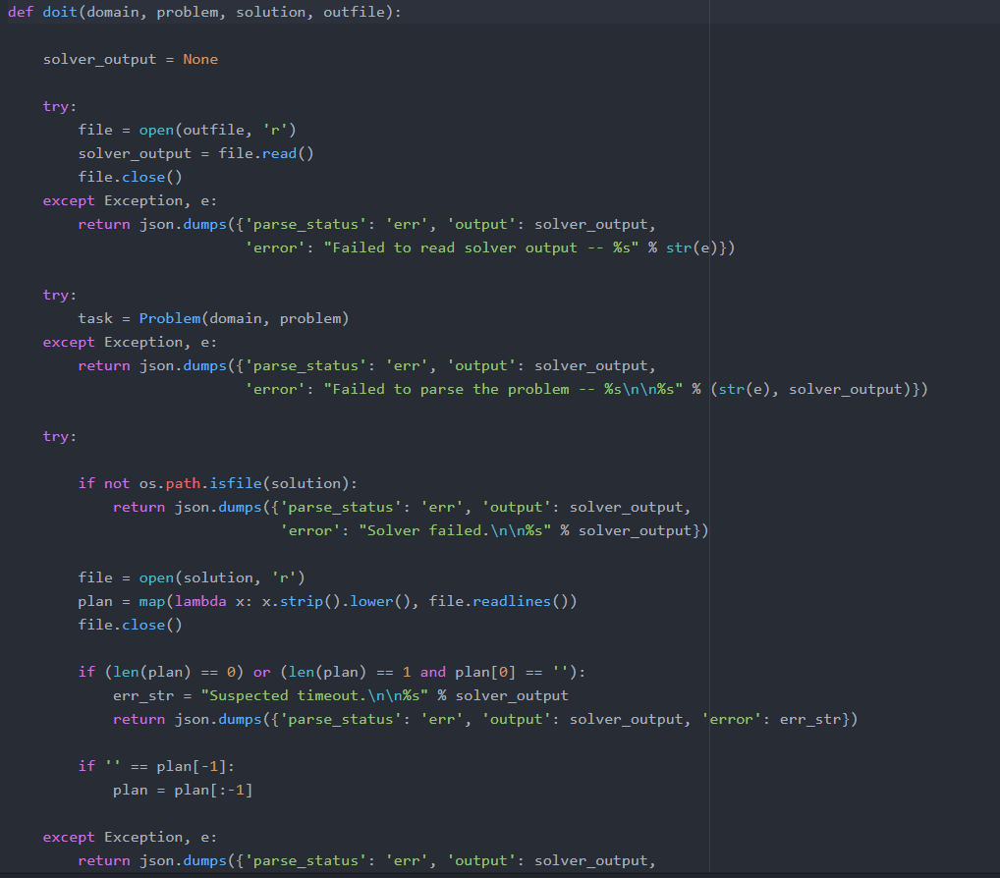 def doit(domain, problem, solution, outfile):

    solver_output = None

    try:
        file = open(outfile, 'r')
        solver_output = file.read()
        file.close()
    except Exception, e:
        return json.dumps({'parse_status': 'err', 'output': solver_output,
                           'error': "Failed to read solver output -- %s" % str(e)})

    try:
        task = Problem(domain, problem)
    except Exception, e:
        return json.dumps({'parse_status': 'err', 'output': solver_output,
                           'error': "Failed to parse the problem -- %s\n\n%s" % (str(e), solver_output)})

    try:

        if not os.path.isfile(solution):
            return json.dumps({'parse_status': 'err', 'output': solver_output,
                               'error': "Solver failed.\n\n%s" % solver_output})

        file = open(solution, 'r')
        plan = map(lambda x: x.strip().lower(), file.readlines())
        file.close()

        if (len(plan) == 0) or (len(plan) == 1 and plan[0] == ''):
            err_str = "Suspected timeout.\n\n%s" % solver_output
            return json.dumps({'parse_status': 'err', 'output': solver_output, 'error': err_str})

        if '' == plan[-1]:
            plan = plan[:-1]

    except Exception, e:
        return json.dumps({'parse_status': 'err', 'output': solver_output,